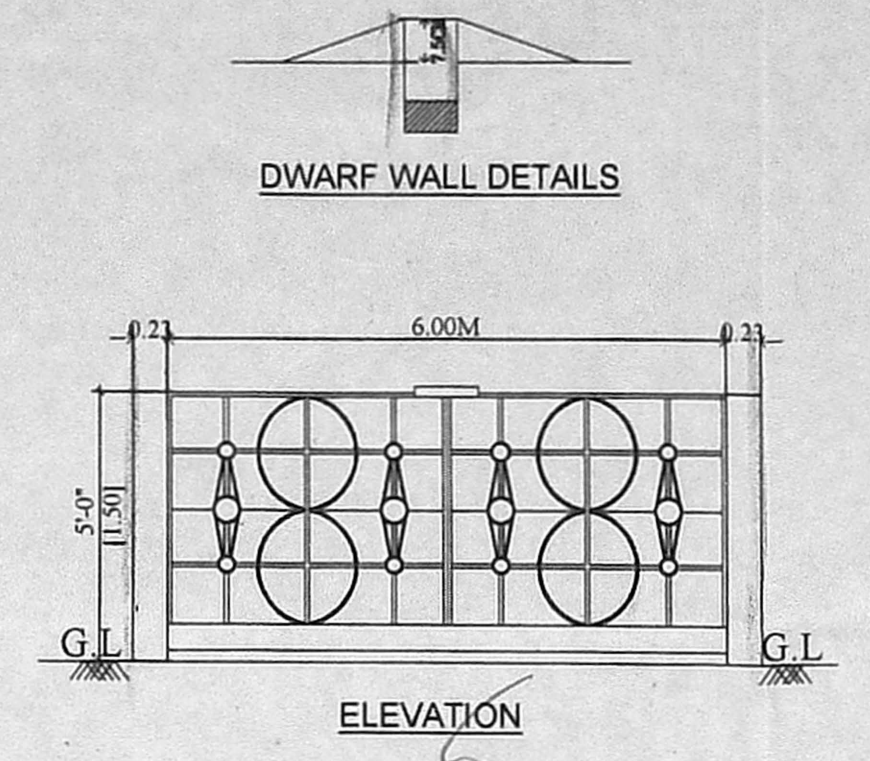 DWARF WALL DETAILS
0.23 6.00M 0.23
5'-0"
[1.50]
G.L G.L
ELEVATION